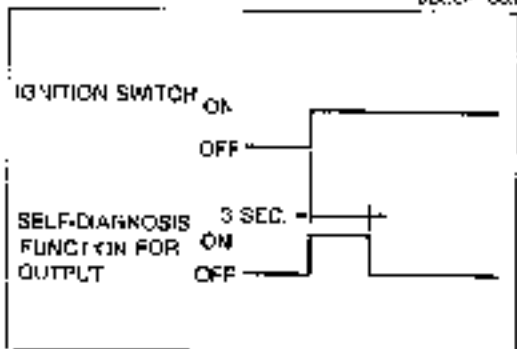 IGNITION SWITCH ON
OFF
3 SEC.
SELF-DIAGNOSIS
FUNCTION FOR
OUTPUT
ON
OFF